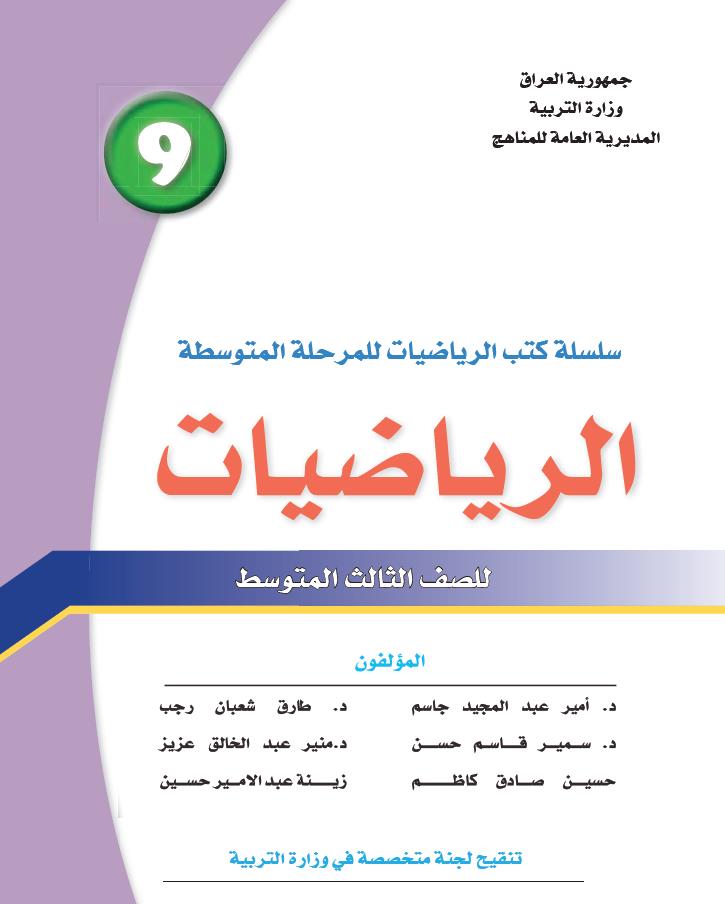 جمهورية العراق
وزارة التربية
المديرية العامة للمناهج
9
سلسلة كتب الرياضيات للمرحلة المتوسطة
الرياضيات
للصف الثالث المتوسط
المؤلفون
د. أمير عبد المجيد جاسم د. طارق شعبان رجب
د. سمير قاسم حسن د.منير عبد الخالق عزيز
حسين صادق كاظم زينة عبد الامير حسين
تنقيح لجنة متخصصة في وزارة التربية